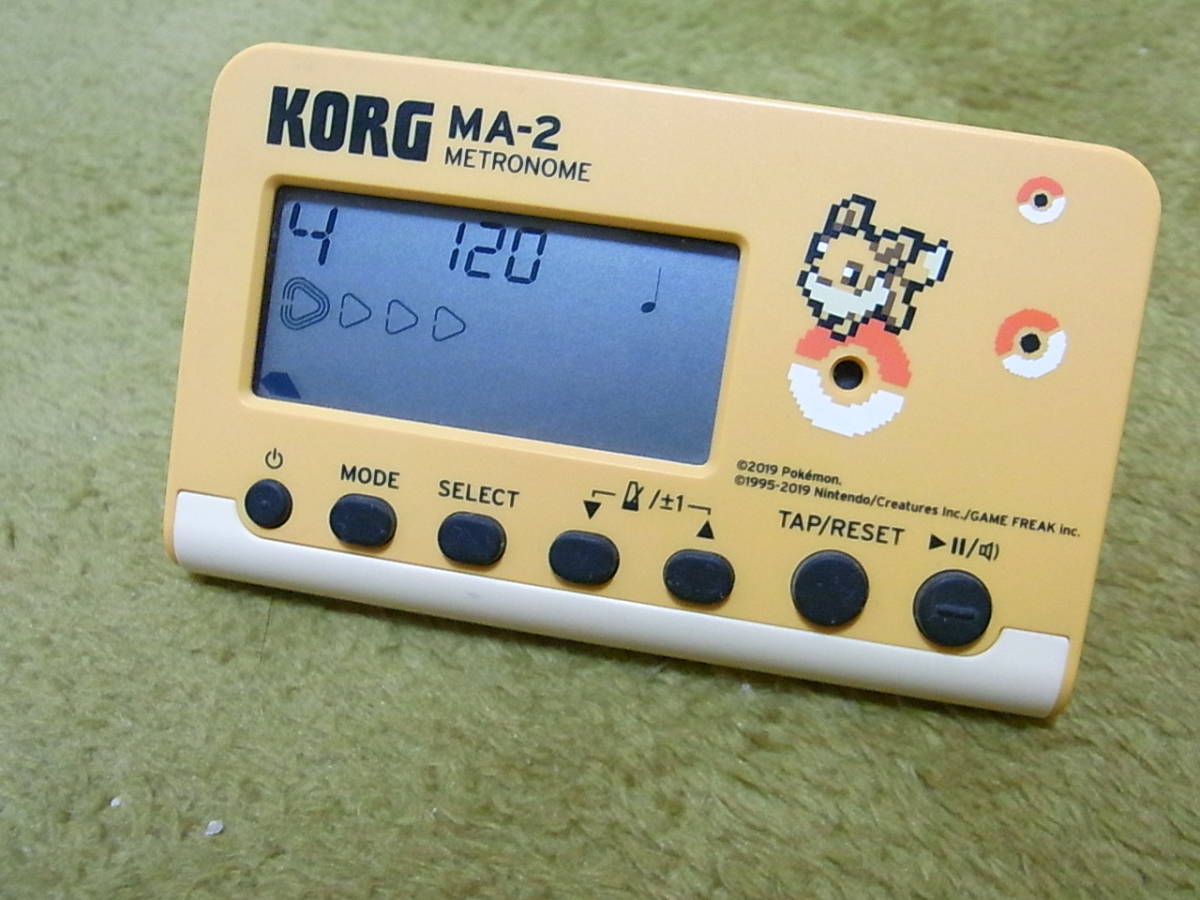 KORG MA-2
METRONOME
4 120
MODE
SELECT
/±1
TAP/RESET
/
©2019 Pokémon.
©1995-2019 Nintendo/Creatures Inc./GAME FREAK inc.